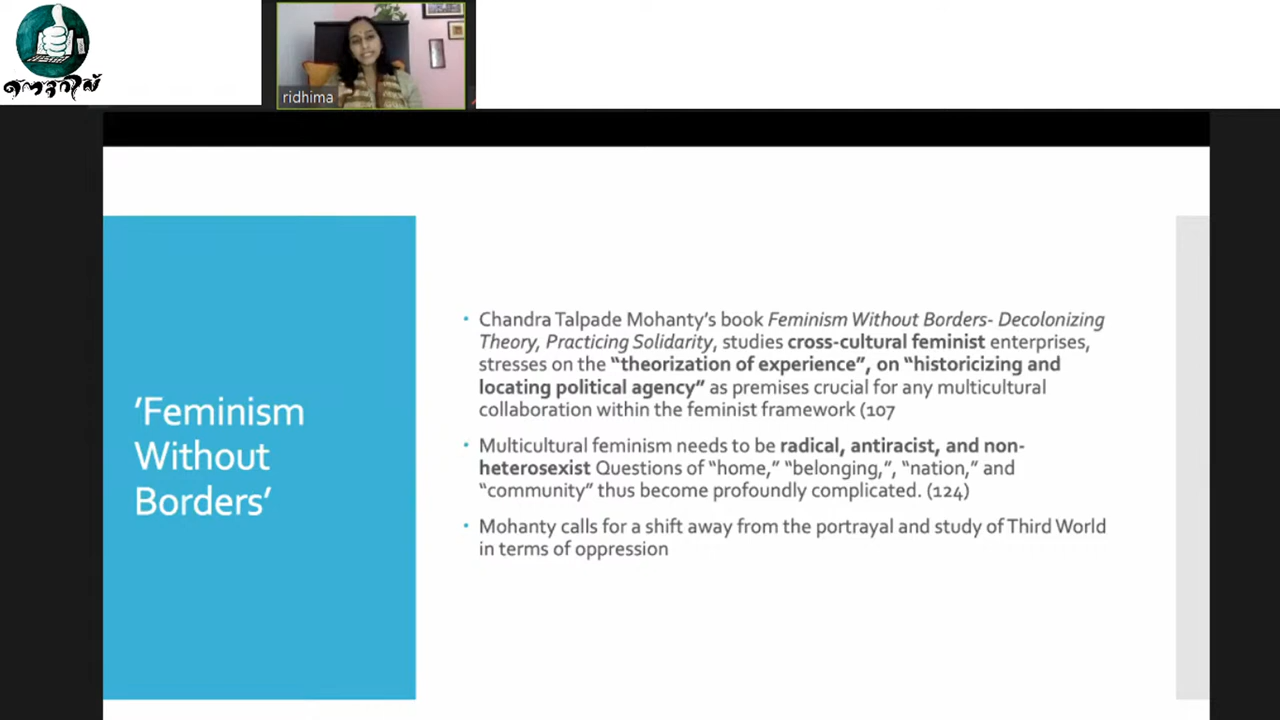 ridhima
'Feminism
Without
Borders'
• Chandra Talpade Mohanty's book Feminism Without Borders- Decolonizing
Theory, Practicing Solidarity, studies cross-cultural feminist enterprises,
stresses on the “theorization of experience”, on “historicizing and
locating political agency” as premises crucial for any multicultural
collaboration within the feminist framework (107
• Multicultural feminism needs to be radical, antiracist, and non-
heterosexist Questions of “home,” “belonging,”, “nation,” and
“community” thus become profoundly complicated. (124)
• Mohanty calls for a shift away from the portrayal and study of Third World
in terms of oppression